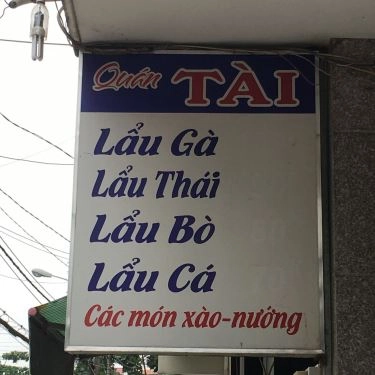 Quán TÀI
Lẩu Gà
Lẩu Thái
Lẩu Bò
Lẩu Cá
Các món xào-nướng